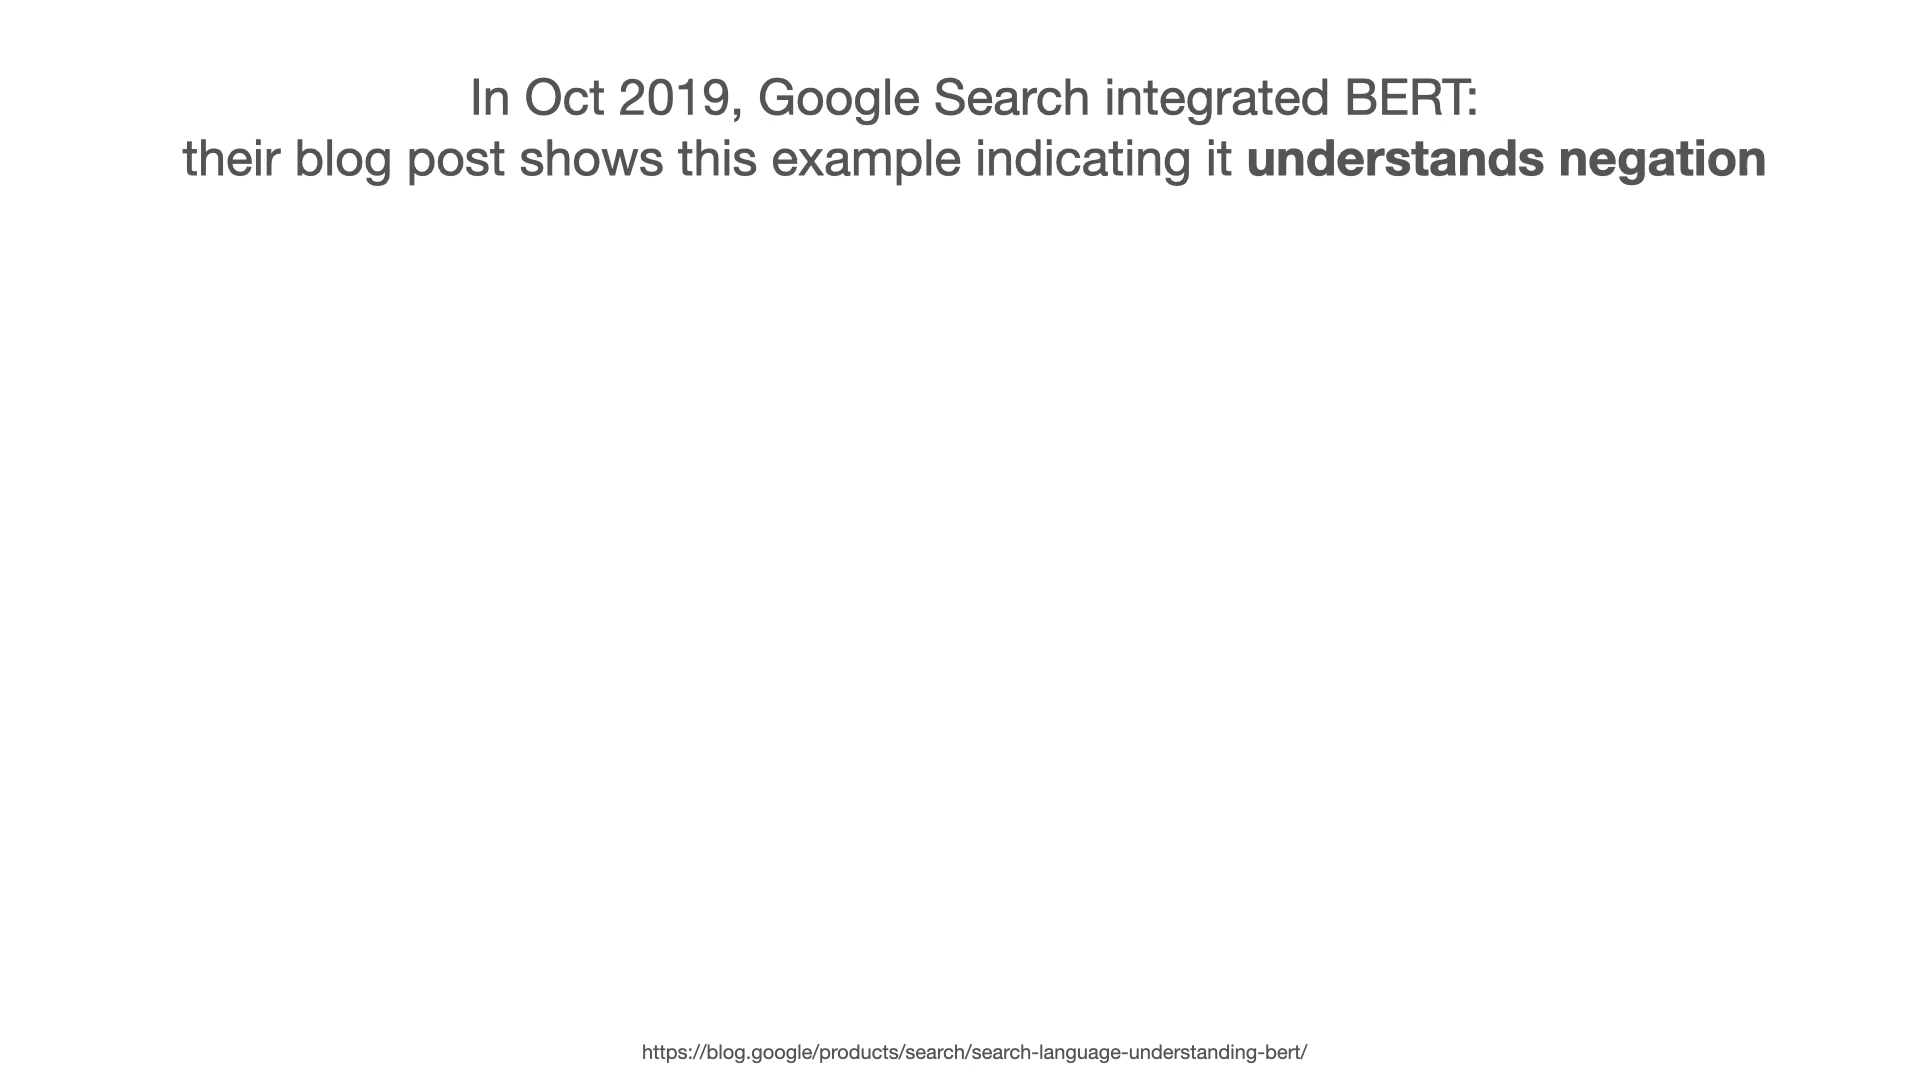 In Oct 2019, Google Search integrated BERT:
their blog post shows this example indicating it understands negation
https://blog.google/products/search/search-language-understanding-bert/